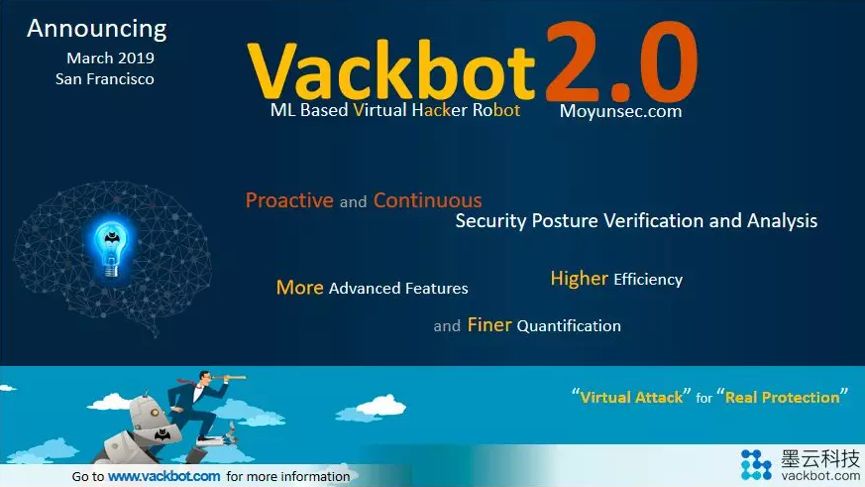 Announcing
March 2019
San Francisco
Vackbot 2.0
ML Based Virtual Hacker Robot
Moyunsec.com
Proactive and Continuous
Security Posture Verification and Analysis
More Advanced Features
Higher Efficiency
and Finer Quantification
“Virtual Attack” for “Real Protection”
Go to www.vackbot.com for more information
墨云科技
vackbot.com